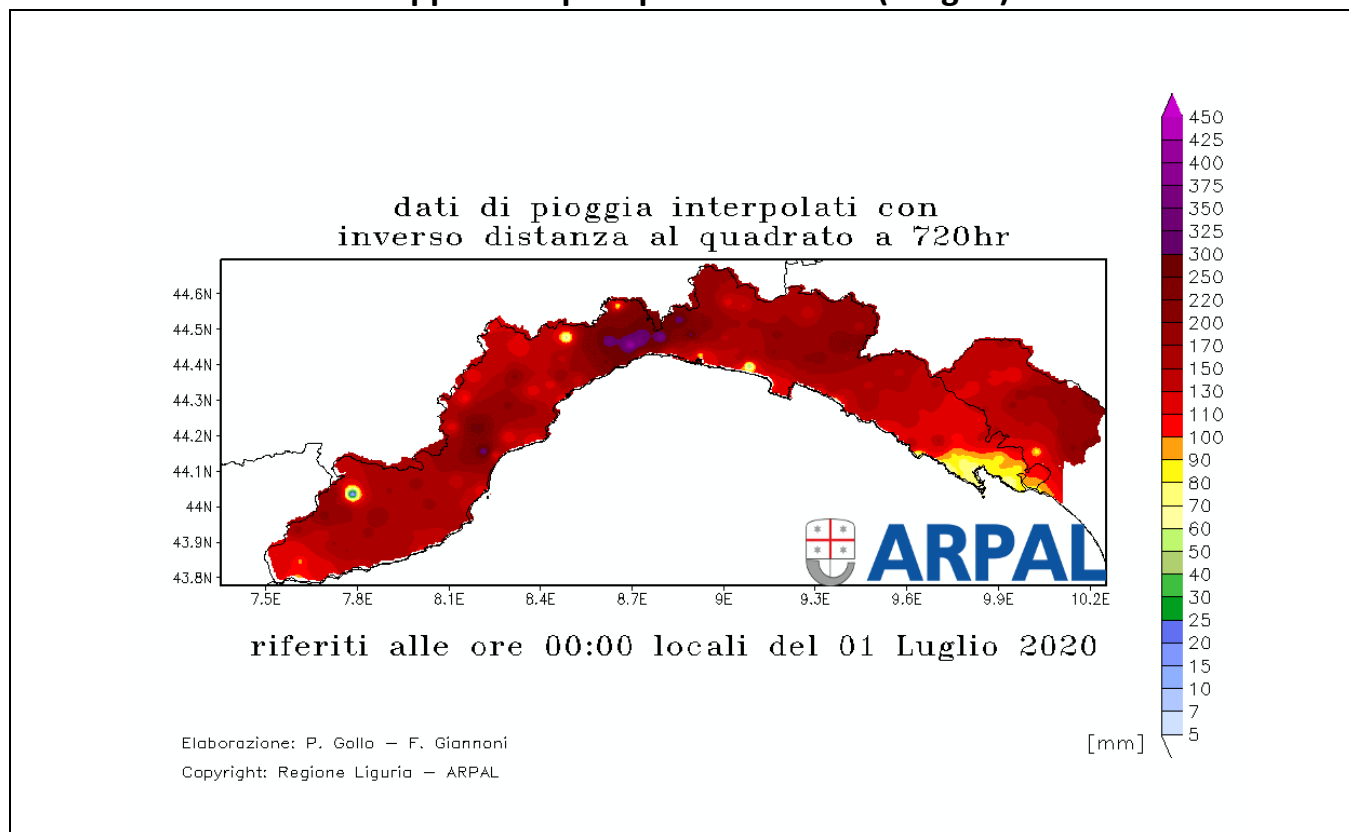 dati di pioggia interpolati con
inverso distanza al quadrato a 720hr
44.6N
44.5N
44.4N
44.3N
44.2N
44.1N
44N
43.9N
43.8N
7.5E 7.8E 8.1E 8.4E 8.7E 9E 9.3E 9.6E 9.9E 10.2E
ARPAL
riferiti alle ore 00:00 locali del 01 Luglio 2020
Elaborazione: P. Gollo – F. Giannoni
Copyright: Regione Liguria – ARPAL
450
425
400
375
350
325
300
250
220
200
170
150
130
110
100
90
80
70
60
50
40
30
25
20
15
10
7
5
[mm]